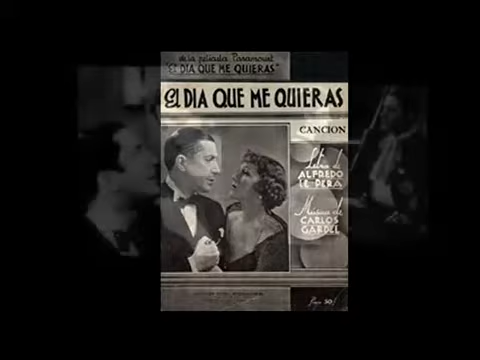 de la película Paramount
"EL DIA QUE ME QUIERAS"
EL DIA QUE ME QUIERAS
CANCION
Letra de
ALFREDO
LE PERA
Música de
CARLOS
GARDEL